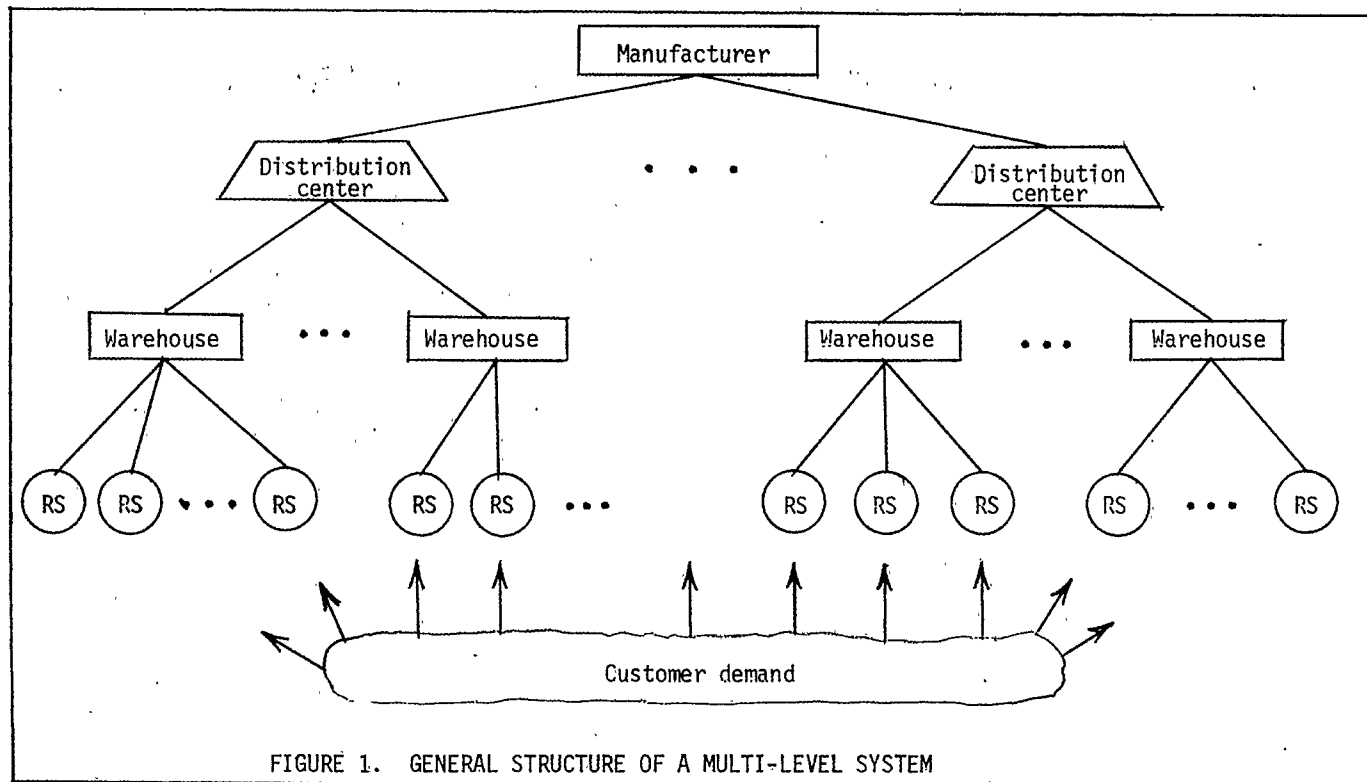 Manufacturer
Distribution
center
Distribution
center
Warehouse
Warehouse
Warehouse
Warehouse
RS
RS
RS
RS
RS
RS
RS
RS
RS
RS
Customer demand
FIGURE 1. GENERAL STRUCTURE OF A MULTI-LEVEL SYSTEM